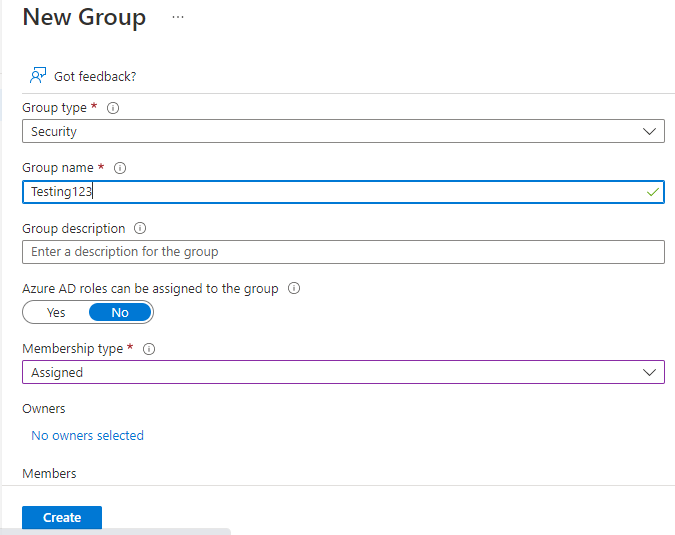 New Group ...
Got feedback?
Group type *
Security
Group name *
Testing123
Group description
Enter a description for the group
Azure AD roles can be assigned to the group
Yes No
Membership type *
Assigned
Owners
No owners selected
Members
Create